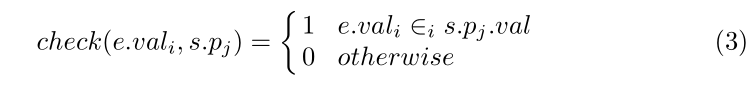 check(e.val_i, s.p_j) = { 1 e.val_i ∈_i s.p_j.val
0 otherwise (3)